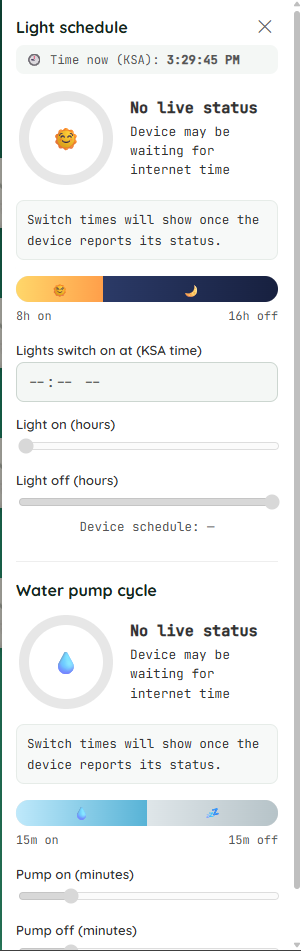 Light schedule
Time now (KSA): 3:29:45 PM
No live status
Device may be
waiting for
internet time
Switch times will show once the
device reports its status.
8h on
16h off
Lights switch on at (KSA time)
--:-- --
Light on (hours)
Light off (hours)
Device schedule: —
Water pump cycle
No live status
Device may be
waiting for
internet time
Switch times will show once the
device reports its status.
15m on
15m off
Pump on (minutes)
Pump off (minutes)